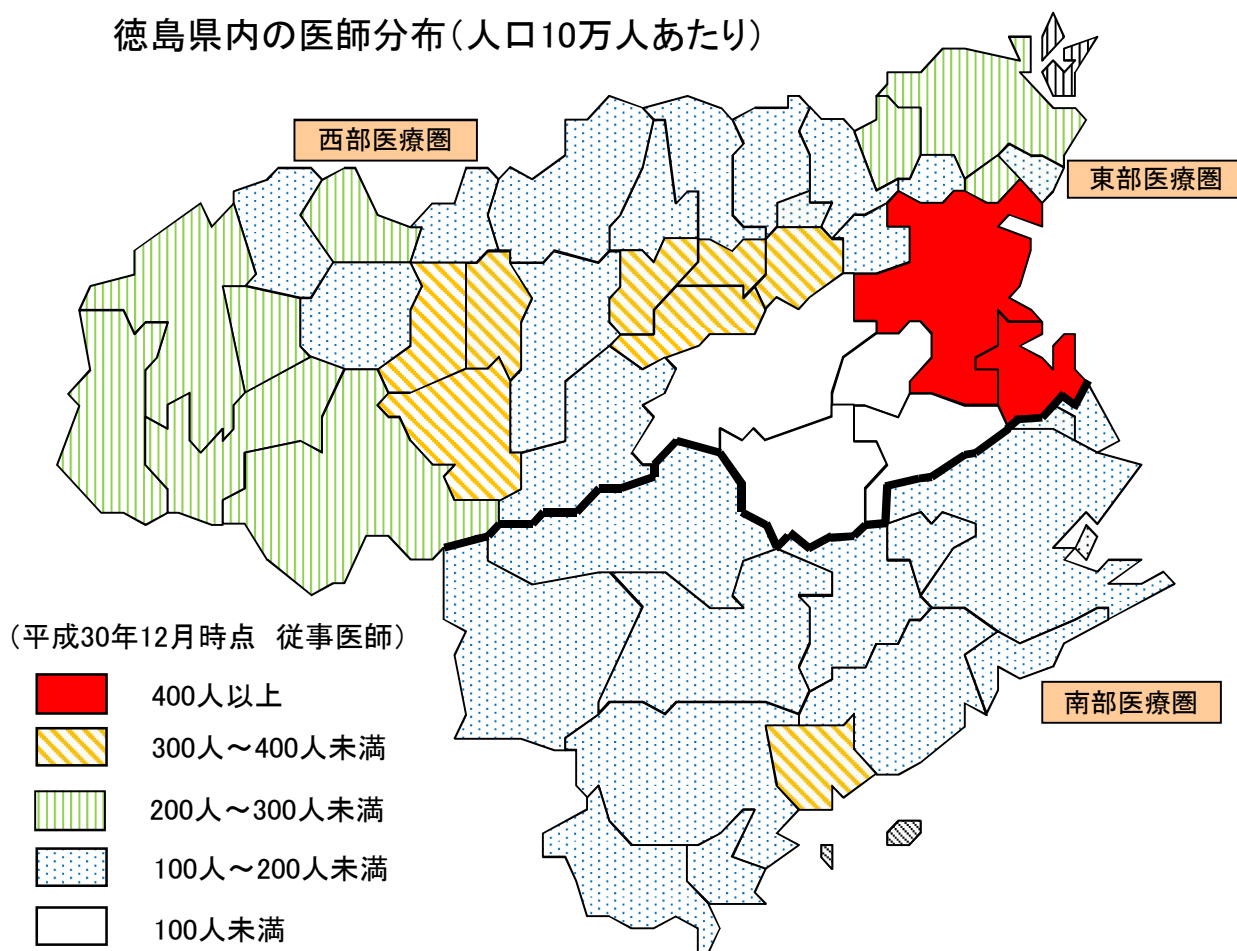 徳島県内の医師分布(人口10万人あたり)
西部医療圏
東部医療圏
(平成30年12月時点 従事医師)
400人以上
300人～400人未満
200人～300人未満
100人～200人未満
100人未満
南部医療圏